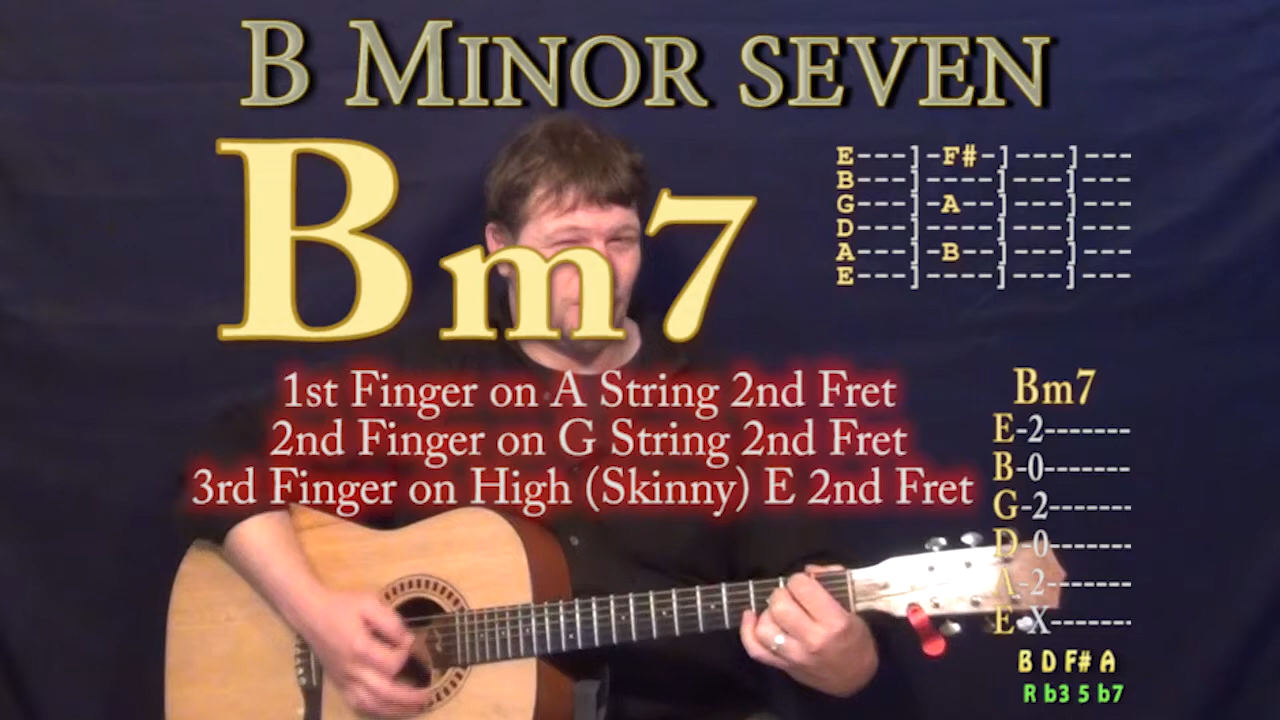 B MINOR SEVEN
Bm7
E---]-F#-]---]---
B---]----]---]---
G---]-A--]---]---
D---]----]---]---
A---]-B--]---]---
E---]----]---]---
1st Finger on A String 2nd Fret
2nd Finger on G String 2nd Fret
3rd Finger on High (Skinny) E 2nd Fret
Bm7
E-2-------
B-0-------
G-2-------
D-0-------
A-2-------
E-X-------
B D F# A
R b3 5 b7